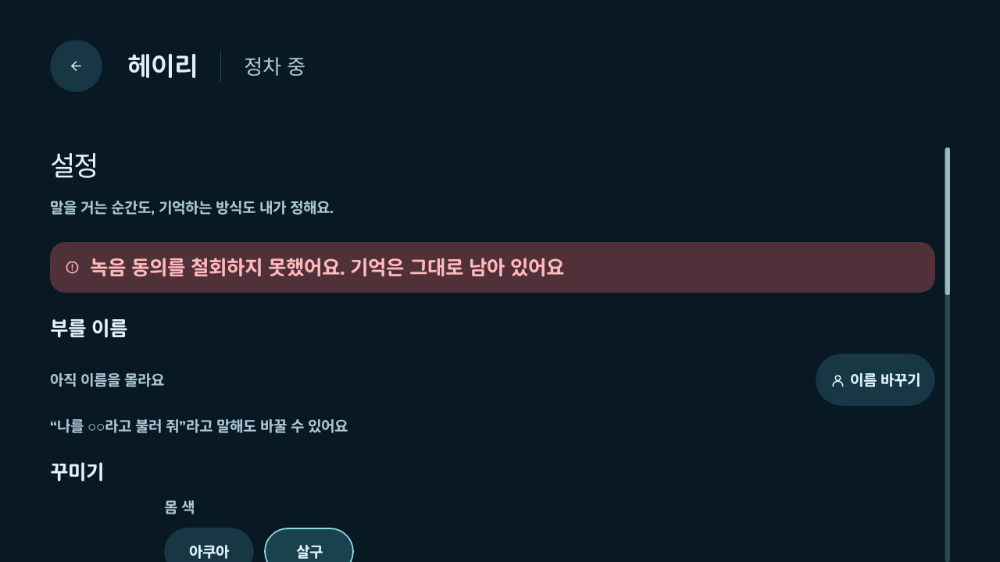 헤이리
정차 중
설정
말을 거는 순간도, 기억하는 방식도 내가 정해요.
녹음 동의를 철회하지 못했어요. 기억은 그대로 남아 있어요
부를 이름
아직 이름을 몰라요
이름 바꾸기
“나를 ○○라고 불러 줘”라고 말해도 바꿀 수 있어요
꾸미기
몸 색
아쿠아
살구